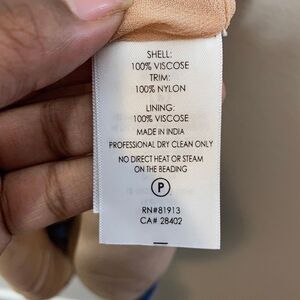 SHELL:
100% VISCOSE
TRIM:
100% NYLON
LINING:
100% VISCOSE
MADE IN INDIA
PROFESSIONAL DRY CLEAN ONLY
NO DIRECT HEAT OR STEAM
ON THE BEADING
P
RN#81913
CA# 28402